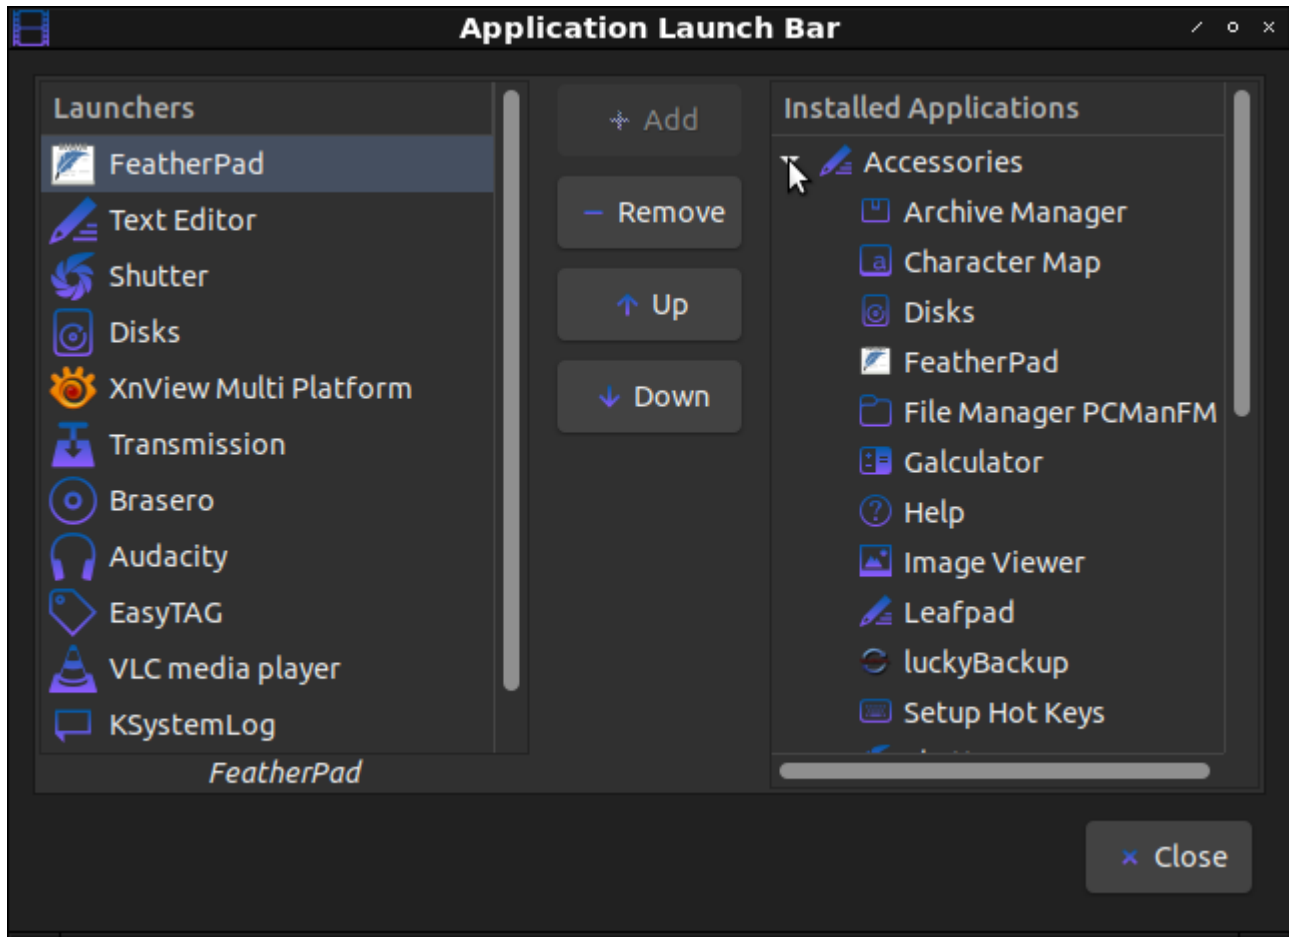 Application Launch Bar
Launchers
FeatherPad
Text Editor
Shutter
Disks
XnView Multi Platform
Transmission
Brasero
Audacity
EasyTAG
VLC media player
KSystemLog
FeatherPad
Add
Remove
Up
Down
Installed Applications
Accessories
Archive Manager
Character Map
Disks
FeatherPad
File Manager PCManFM
Galculator
Help
Image Viewer
Leafpad
luckyBackup
Setup Hot Keys
Close